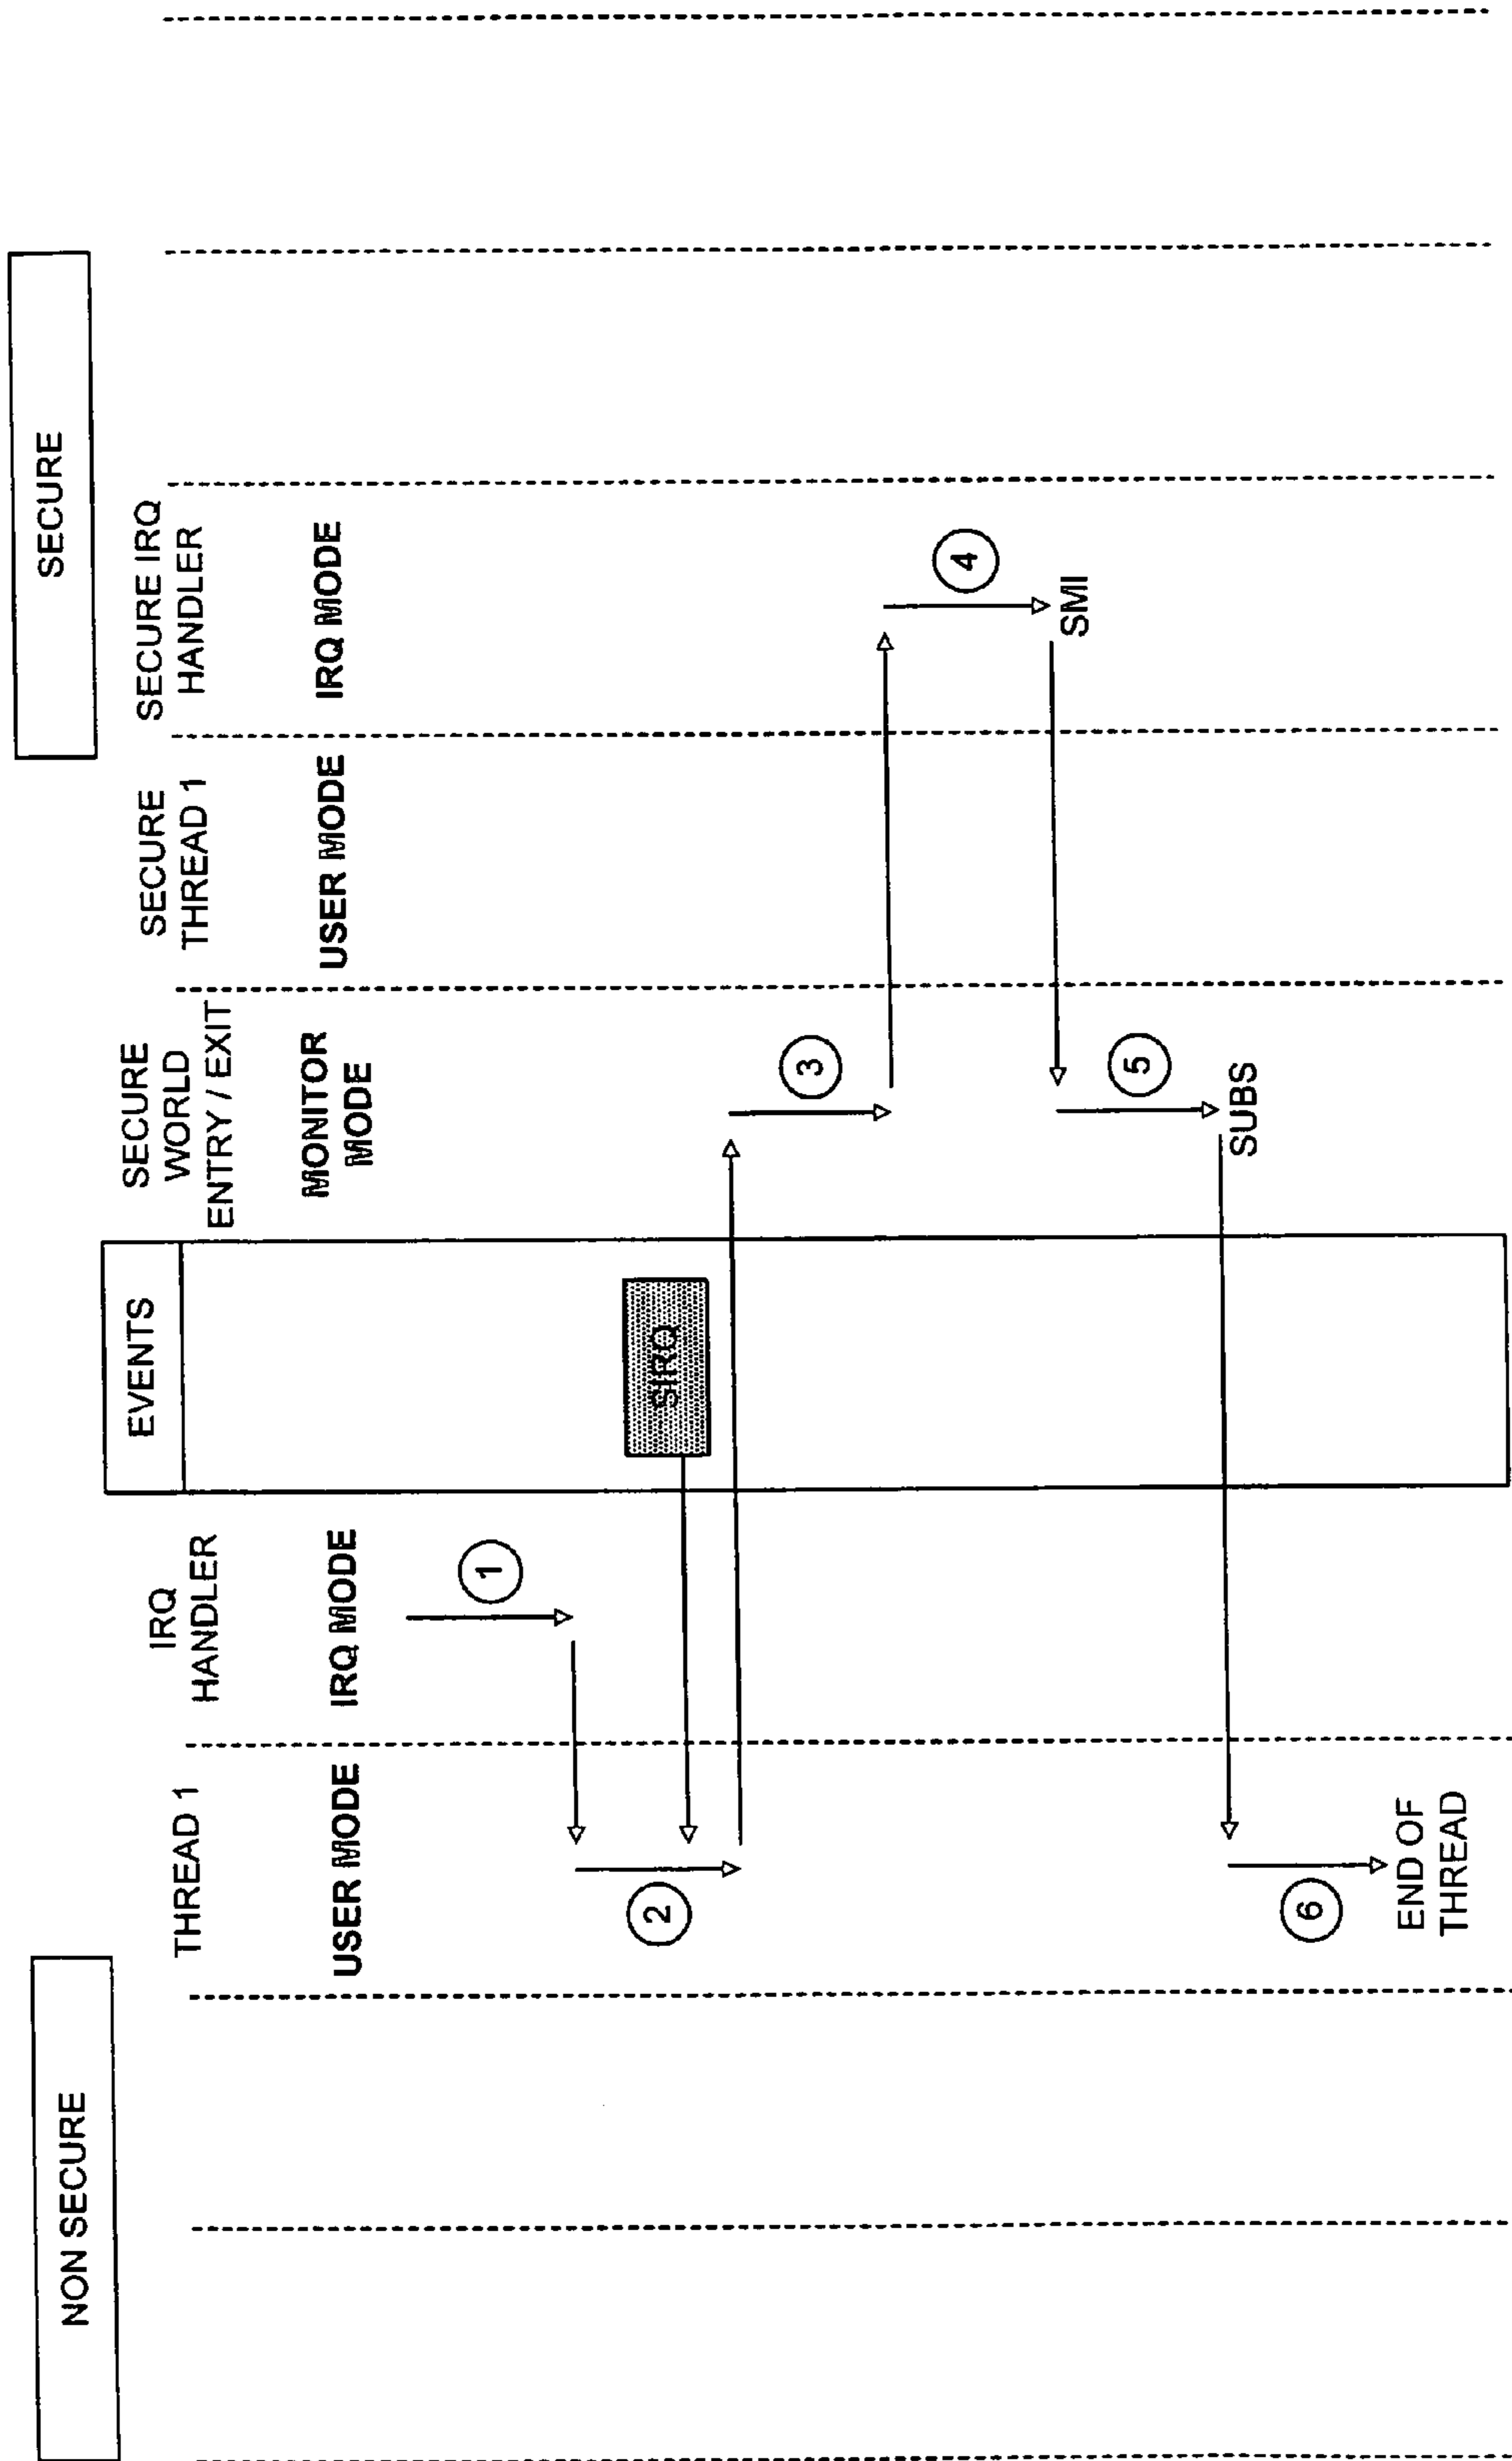 NON SECURE
SECURE
THREAD 1
USER MODE
IRQ
HANDLER
IRQ MODE
EVENTS
SECURE
WORLD
ENTRY / EXIT
MONITOR
MODE
SECURE
THREAD 1
USER MODE
SECURE IRQ
HANDLER
IRQ MODE
1
2
SIRQ
3
4
SMI
5
SUBS
6
END OF
THREAD